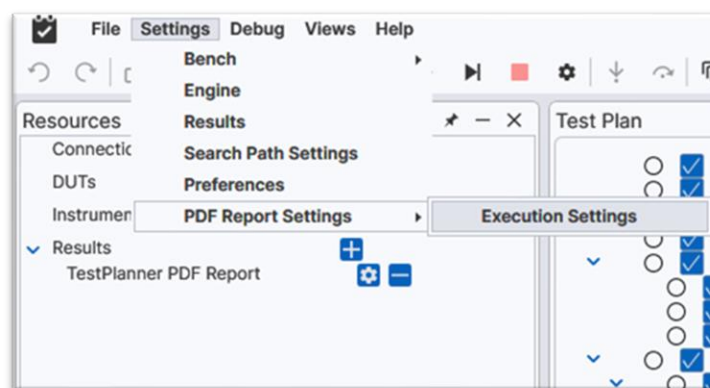 File Settings Debug Views Help
Bench
Engine
Results
Search Path Settings
Preferences
PDF Report Settings
Execution Settings
Resources
DUTs
Results
TestPlanner PDF Report
Test Plan